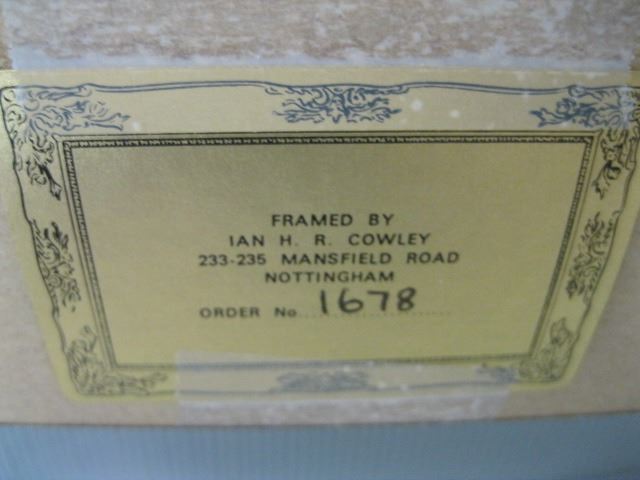 FRAMED BY
IAN H. R. COWLEY
233-235 MANSFIELD ROAD
NOTTINGHAM
ORDER No. 1678